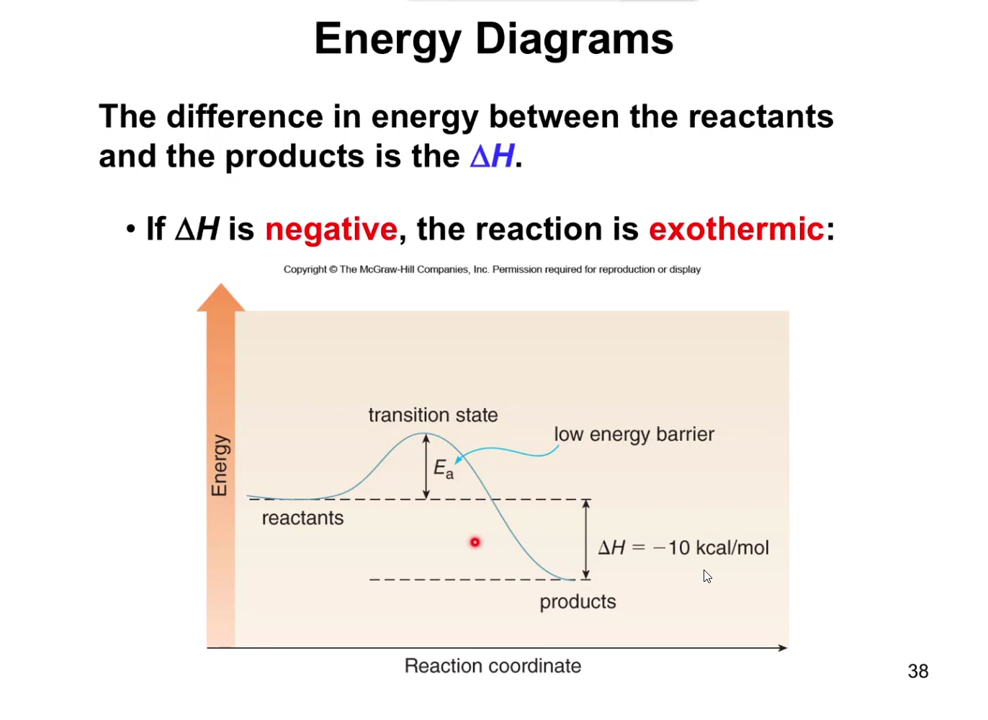 Energy Diagrams
The difference in energy between the reactants
and the products is the ΔH.
• If ΔH is negative, the reaction is exothermic:
Copyright © The McGraw-Hill Companies, Inc. Permission required for reproduction or display
transition state
low energy barrier
Energy
Ea
reactants
ΔH = −10 kcal/mol
products
Reaction coordinate
38